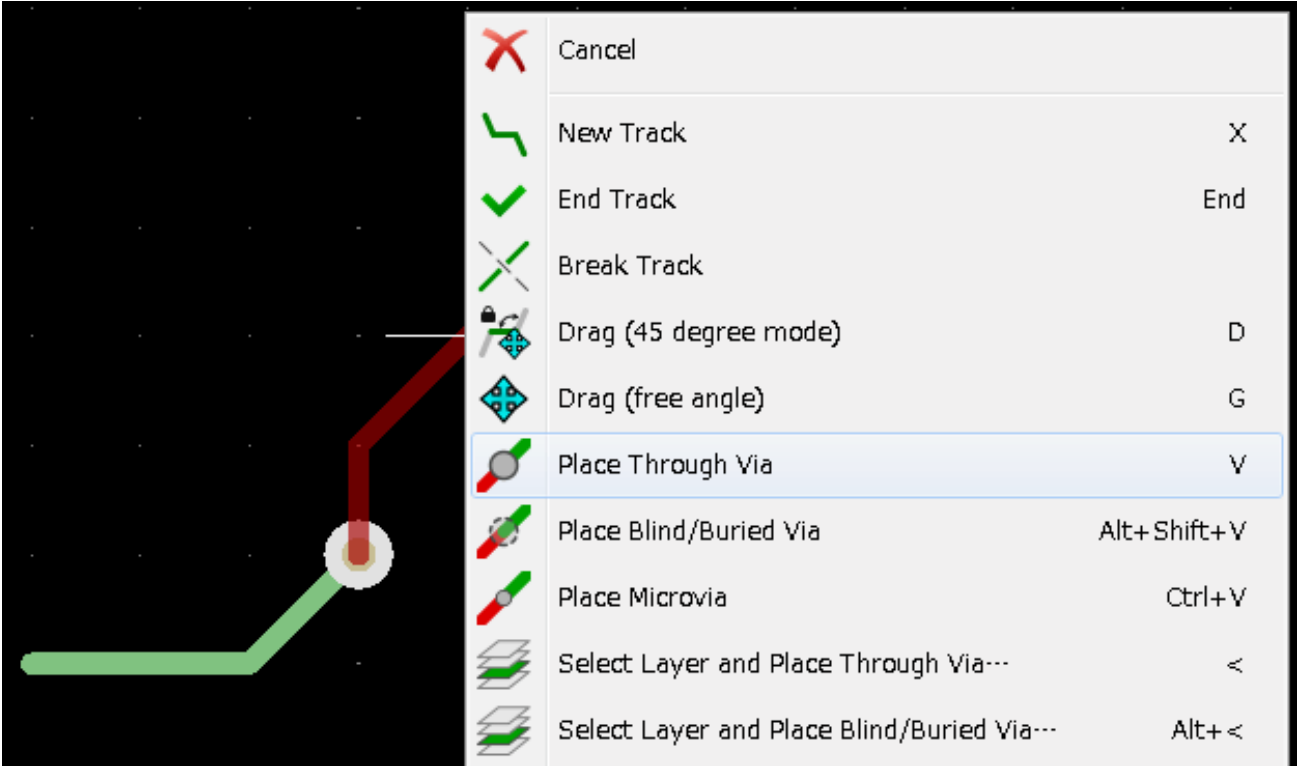 Cancel
New Track X
End Track End
Break Track
Drag (45 degree mode) D
Drag (free angle) G
Place Through Via V
Place Blind/Buried Via Alt+Shift+V
Place Microvia Ctrl+V
Select Layer and Place Through Via... <
Select Layer and Place Blind/Buried Via... Alt+<